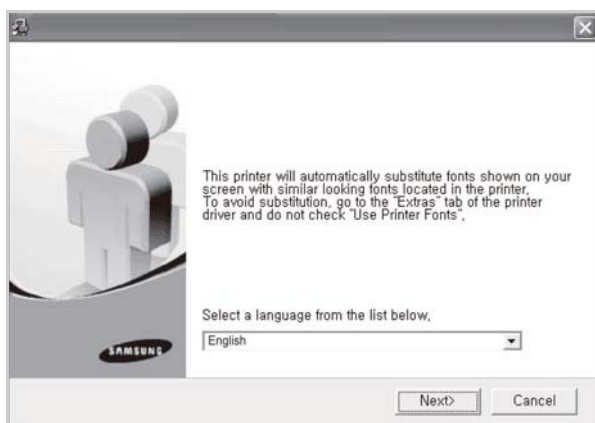 This printer will automatically substitute fonts shown on your
screen with similar looking fonts located in the printer,
To avoid substitution, go to the "Extras" tab of the printer
driver and do not check "Use Printer Fonts",
Select a language from the list below,
English
SAMSUNG
Next>
Cancel